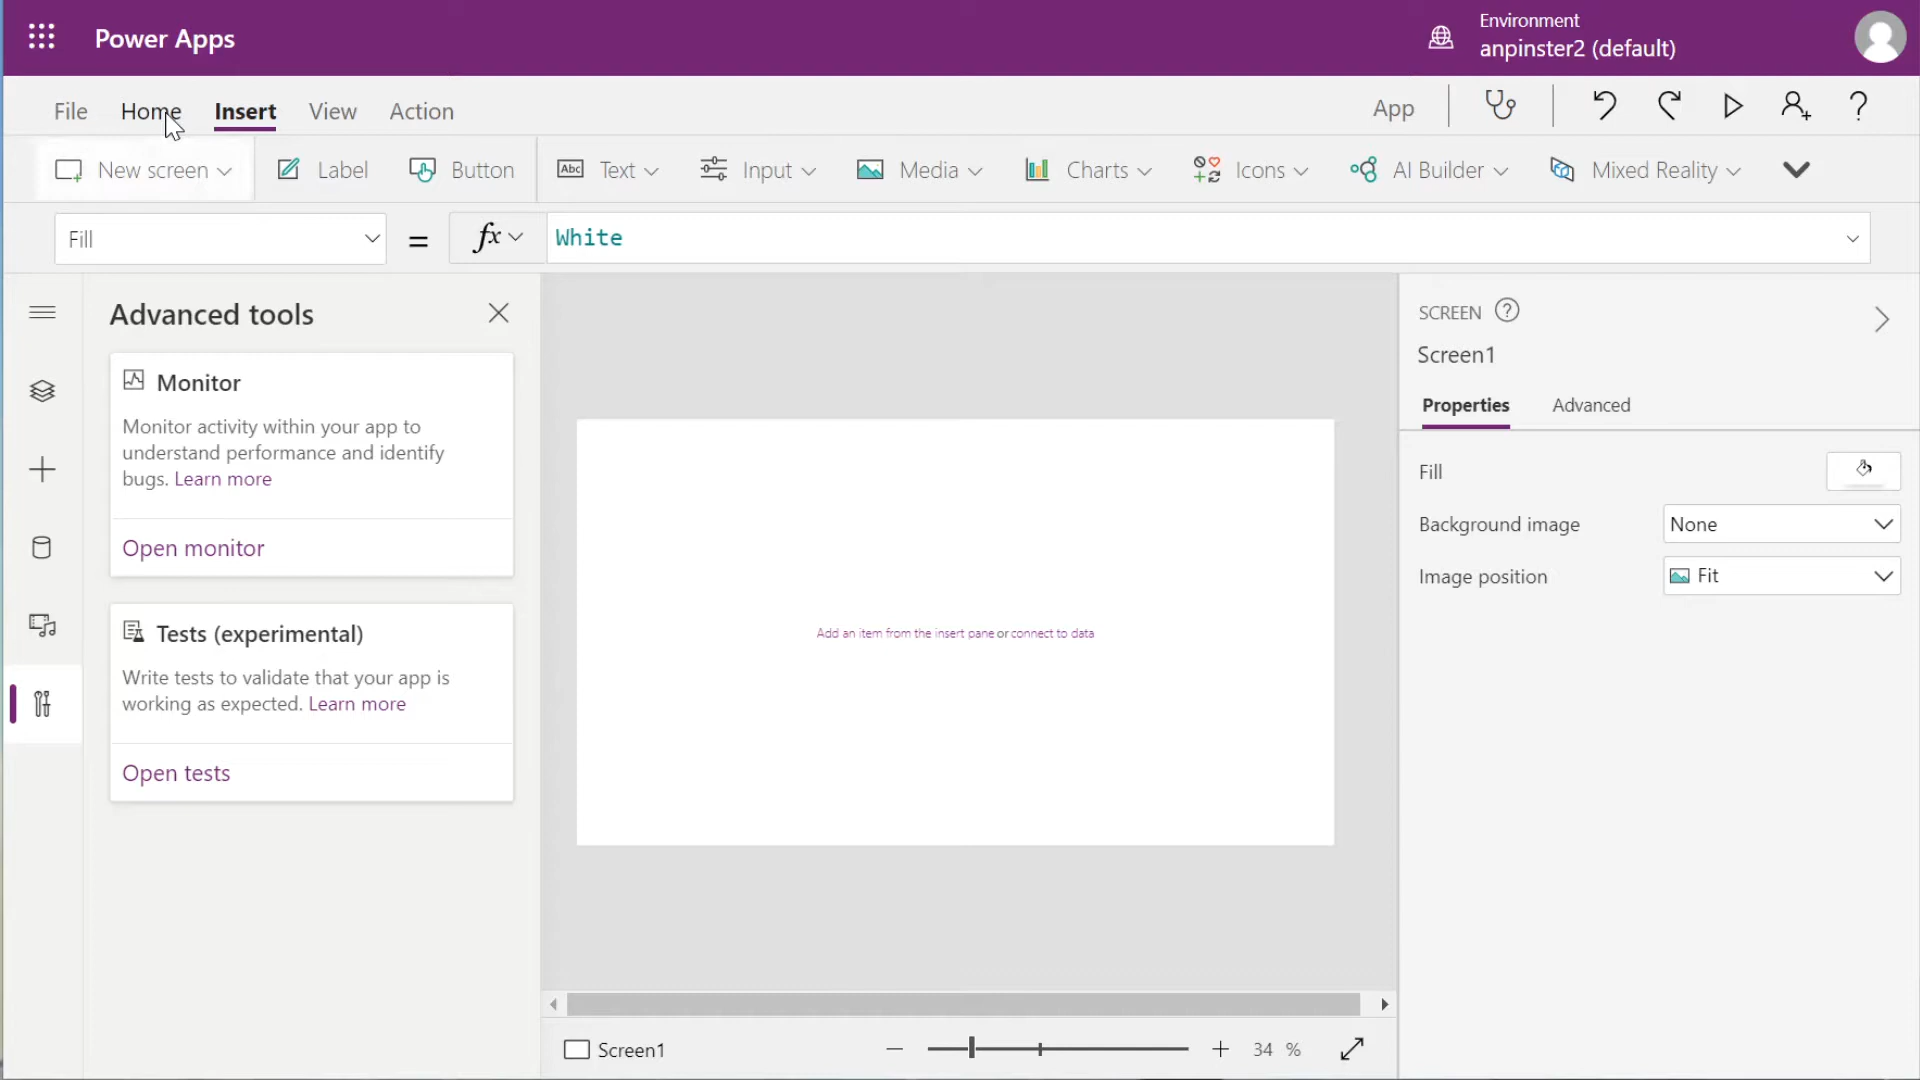 Power Apps
Environment
anpinster2 (default)
File Home Insert View Action
App
New screen Label Button Abc Text Input Media Charts Icons AI Builder Mixed Reality
Fill = fx White
Advanced tools
Monitor
Monitor activity within your app to
understand performance and identify
bugs. Learn more
Open monitor
Tests (experimental)
Write tests to validate that your app is
working as expected. Learn more
Open tests
Add an item from the insert pane or connect to data
SCREEN ?
Screen1
Properties Advanced
Fill
Background image None
Image position Fit
Screen1 34 %